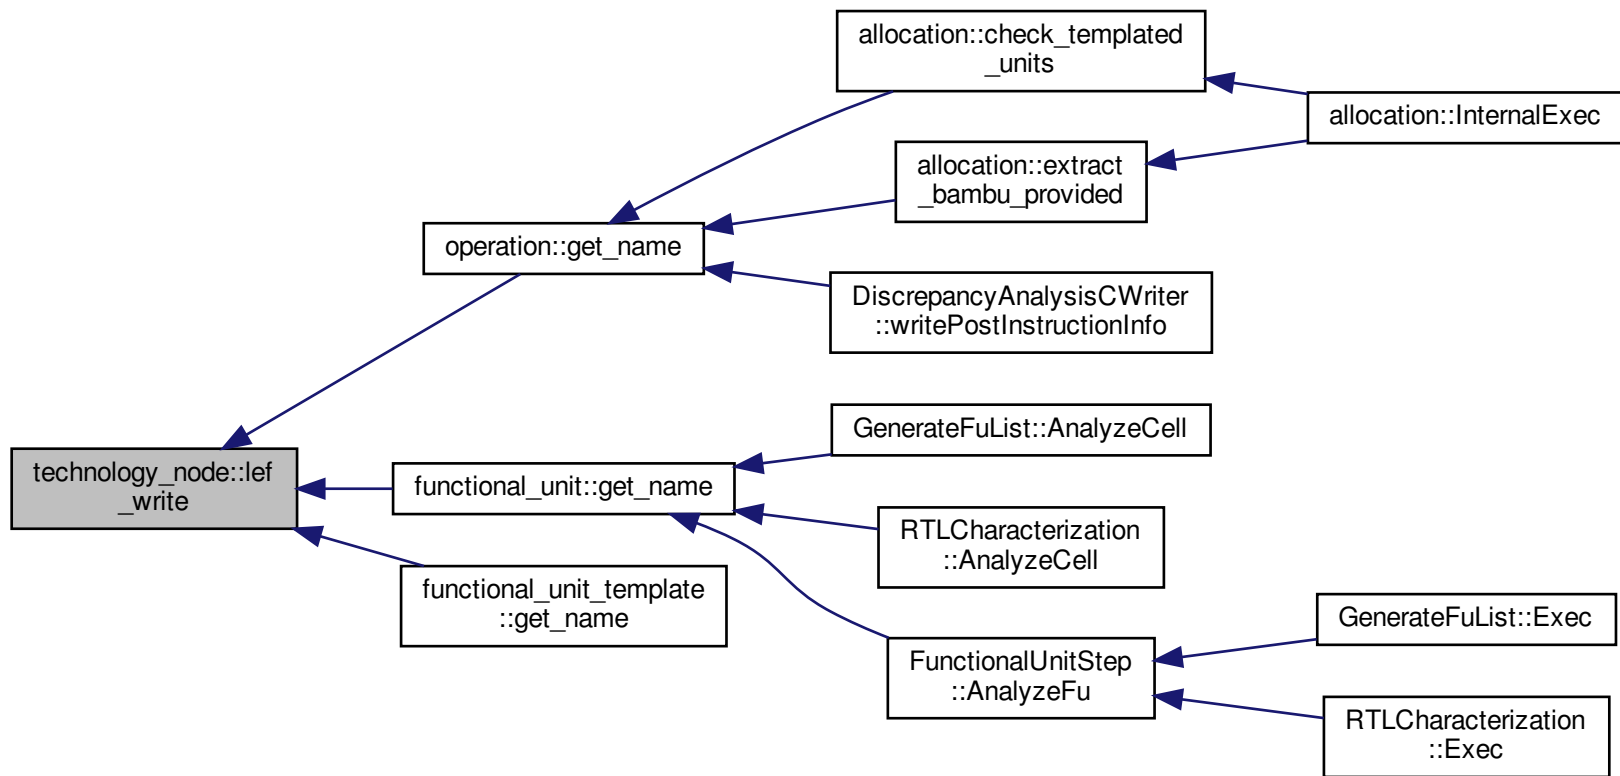 allocation::check_templated
_units
allocation::InternalExec
allocation::extract
_bambu_provided
operation::get_name
DiscrepancyAnalysisCWriter
::writePostInstructionInfo
GenerateFuList::AnalyzeCell
technology_node::lef
_write
functional_unit::get_name
RTLCharacterization
::AnalyzeCell
functional_unit_template
::get_name
GenerateFuList::Exec
FunctionalUnitStep
::AnalyzeFu
RTLCharacterization
::Exec